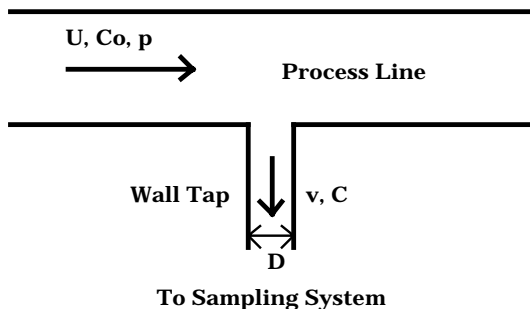 U, Co, p
Process Line
Wall Tap
v, C
D
To Sampling System